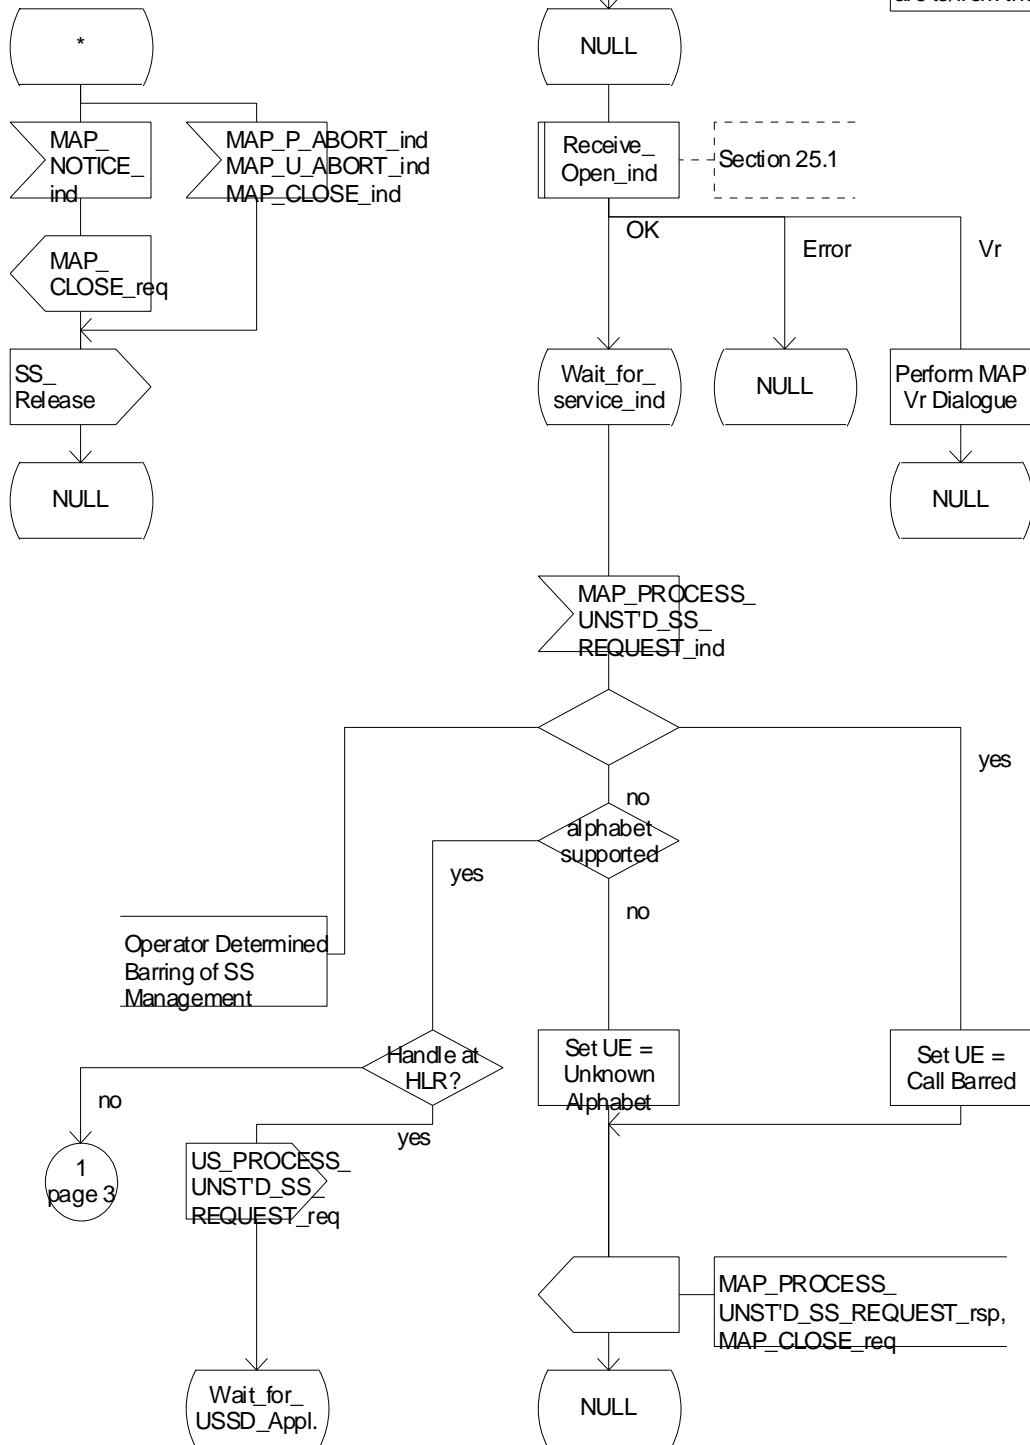 *
NULL
MAP_
NOTICE_
ind
MAP_P_ABORT_ind
MAP_U_ABORT_ind
MAP_CLOSE_ind
Receive_
Open_ind
Section 25.1
OK
Error
Vr
MAP_
CLOSE_req
SS_
Release
Wait_for_
service_ind
NULL
Perform MAP
Vr Dialogue
NULL
NULL
MAP_PROCESS_
UNST'D_SS_
REQUEST_ind
yes
no
alphabet
supported
yes
no
Operator Determined
Barring of SS
Management
Handle at
HLR?
Set UE =
Unknown
Alphabet
Set UE =
Call Barred
no
yes
1
page 3
US_PROCESS_
UNST'D_SS_
REQUEST_req
MAP_PROCESS_
UNST'D_SS_REQUEST_rsp,
MAP_CLOSE_req
Wait_for_
USSD_Appl.
NULL